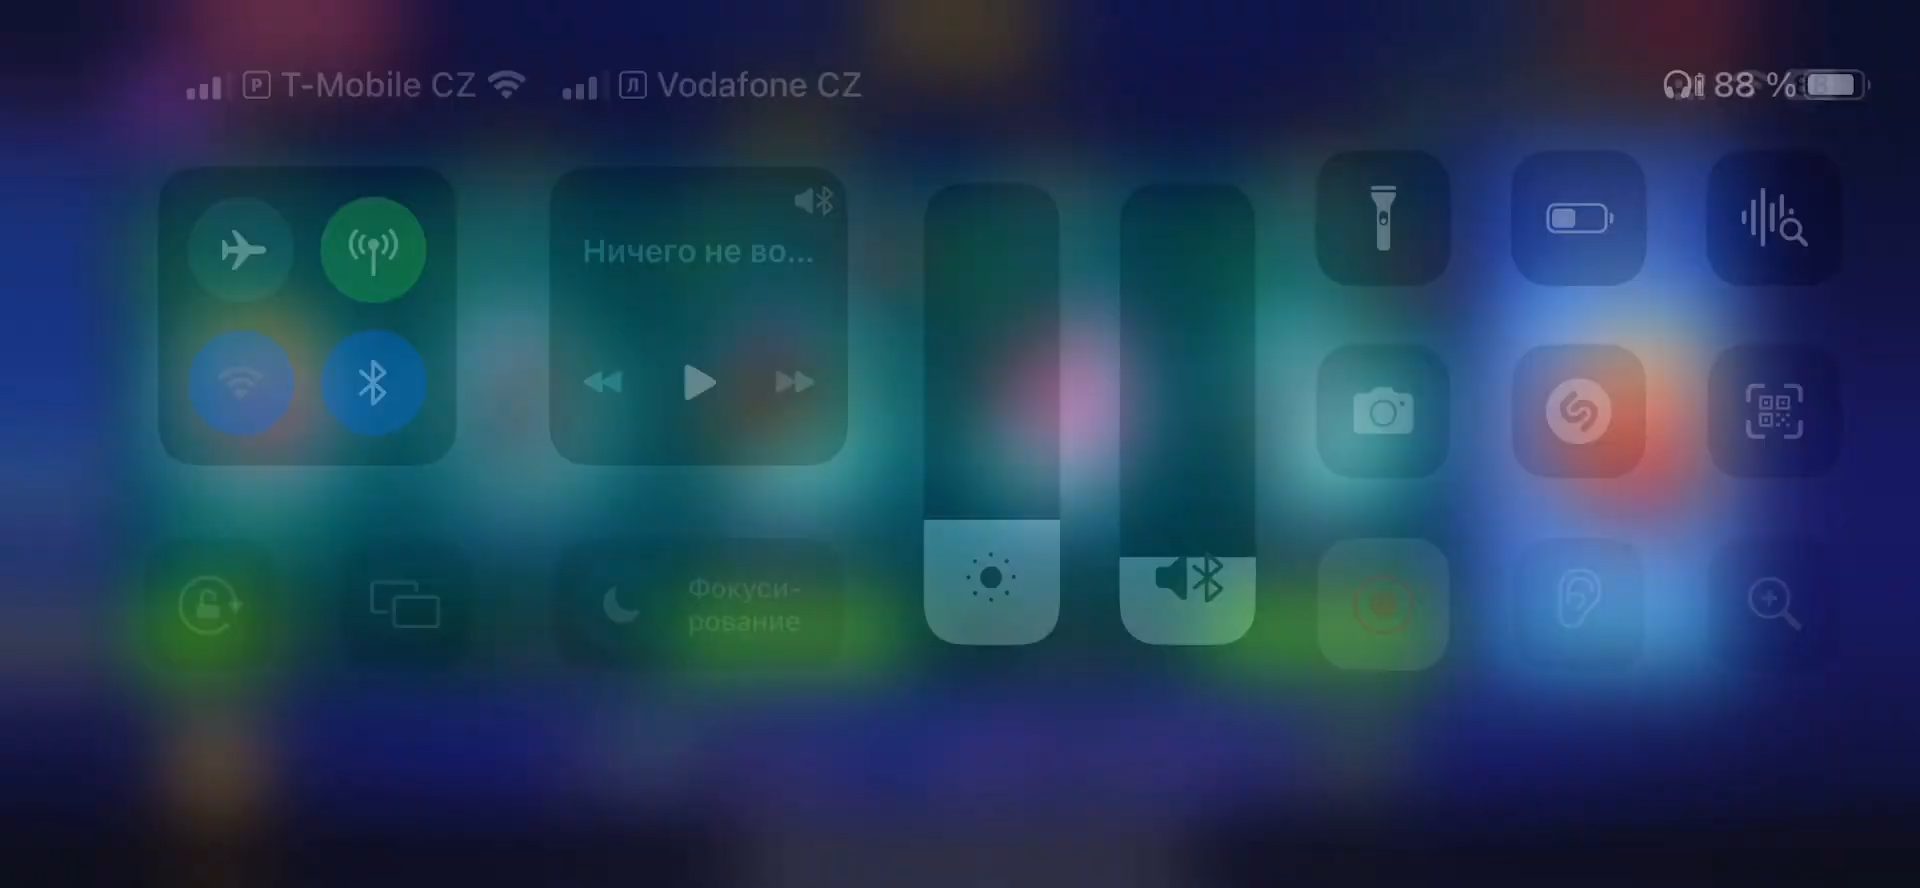 P T-Mobile CZ
Л Vodafone CZ
88 %
Ничего не во...
Фокуси-
рование